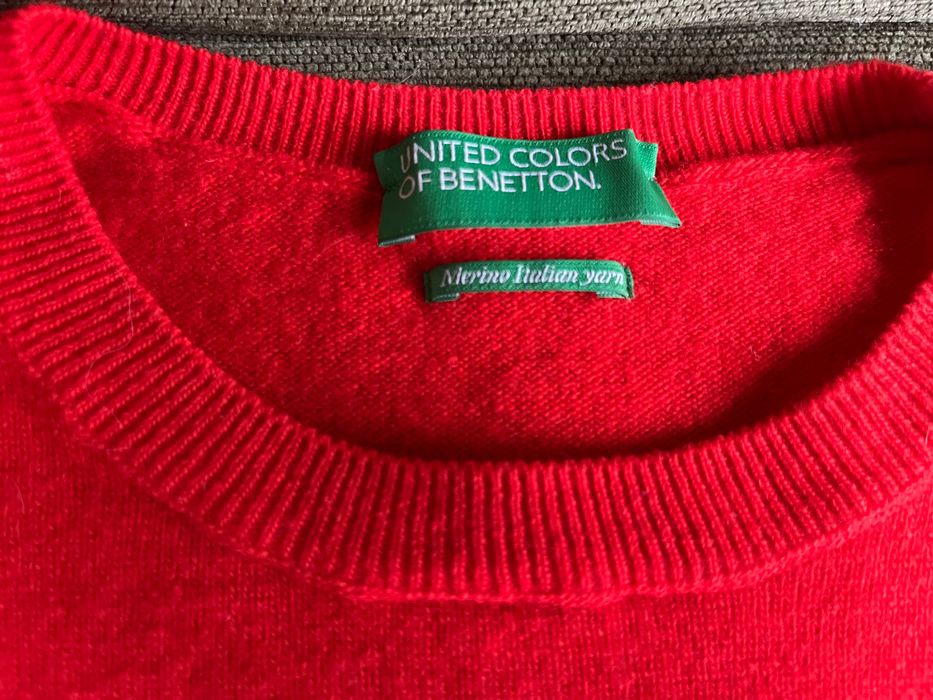 UNITED COLORS
OF BENETTON.
Merino Italian yarn